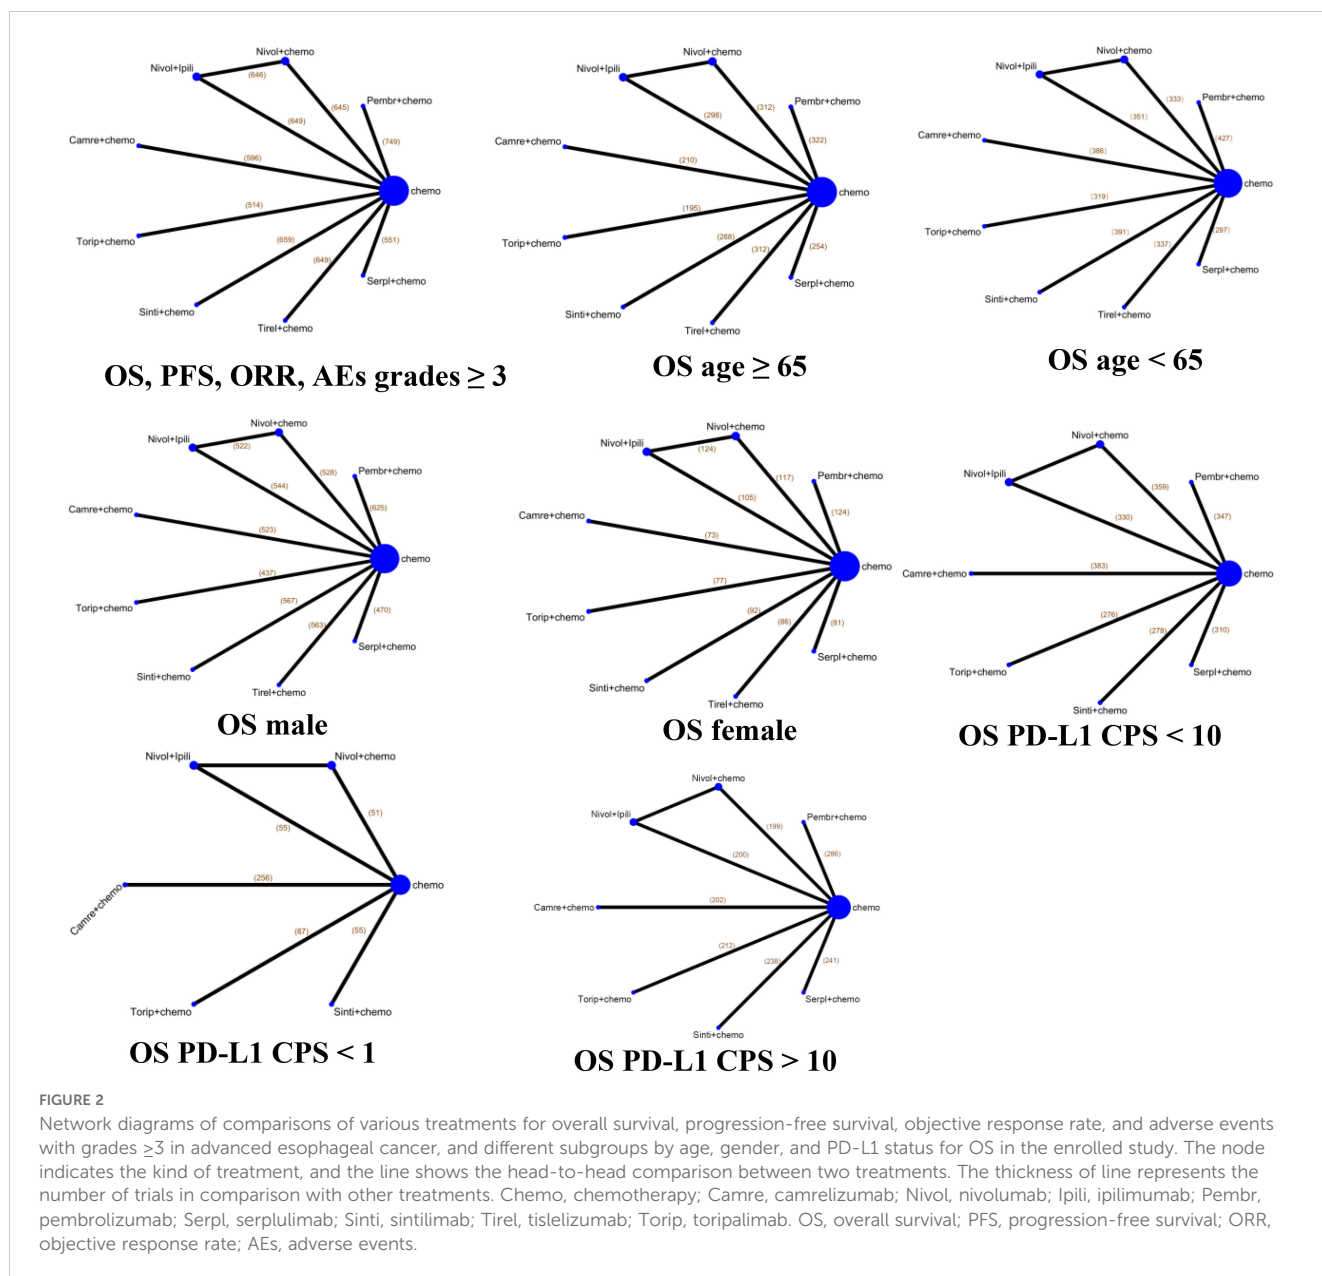 Nivol+chemo
Nivol+Ipili
(646)
Pembr+chemo
(645)
(649)
(749)
Camre+chemo
(596)
chemo
(514)
Torip+chemo
(659)
(551)
(649)
Serpl+chemo
Sinti+chemo
Tirel+chemo
OS, PFS, ORR, AEs grades ≥ 3
Nivol+chemo
Nivol+Ipili
Pembr+chemo
(312)
(298)
(322)
Camre+chemo
(210)
chemo
(195)
Torip+chemo
(268)
(312)
(254)
Serpl+chemo
Sinti+chemo
Tirel+chemo
OS age ≥ 65
Nivol+chemo
Nivol+Ipili
(333)
Pembr+chemo
(351)
(427)
Camre+chemo
(386)
chemo
(319)
Torip+chemo
(391)
(297)
(337)
Serpl+chemo
Sinti+chemo
Tirel+chemo
OS age < 65
Nivol+chemo
Nivol+Ipili
(522)
(528)
Pembr+chemo
(544)
(625)
Camre+chemo
(523)
chemo
(437)
Torip+chemo
(567)
(470)
(563)
Serpl+chemo
Sinti+chemo
Tirel+chemo
OS male
Nivol+chemo
Nivol+Ipili
(124)
Pembr+chemo
(117)
(105)
(124)
Camre+chemo
(73)
chemo
(77)
Torip+chemo
(92)
(86)
(81)
Serpl+chemo
Sinti+chemo
Tirel+chemo
OS female
Nivol+chemo
Nivol+Ipili
Pembr+chemo
(359)
(330)
(347)
Camre+chemo
(383)
chemo
(276)
(278)
(310)
Torip+chemo
Serpl+chemo
Sinti+chemo
OS PD-L1 CPS < 10
Nivol+Ipili
Nivol+chemo
(51)
(55)
(256)
chemo
Camre+chemo
(87)
(55)
Torip+chemo
Sinti+chemo
OS PD-L1 CPS < 1
Nivol+chemo
Nivol+Ipili
Pembr+chemo
(199)
(200)
(286)
Camre+chemo
(202)
chemo
(212)
(238)
(241)
Torip+chemo
Serpl+chemo
Sinti+chemo
OS PD-L1 CPS > 10
FIGURE 2
Network diagrams of comparisons of various treatments for overall survival, progression-free survival, objective response rate, and adverse events
with grades ≥3 in advanced esophageal cancer, and different subgroups by age, gender, and PD-L1 status for OS in the enrolled study. The node
indicates the kind of treatment, and the line shows the head-to-head comparison between two treatments. The thickness of line represents the
number of trials in comparison with other treatments. Chemo, chemotherapy; Camre, camrelizumab; Nivol, nivolumab; Ipili, ipilimumab; Pembr,
pembrolizumab; Serpl, serplulimab; Sinti, sintilimab; Tirel, tislelizumab; Torip, toripalimab. OS, overall survival; PFS, progression-free survival; ORR,
objective response rate; AEs, adverse events.